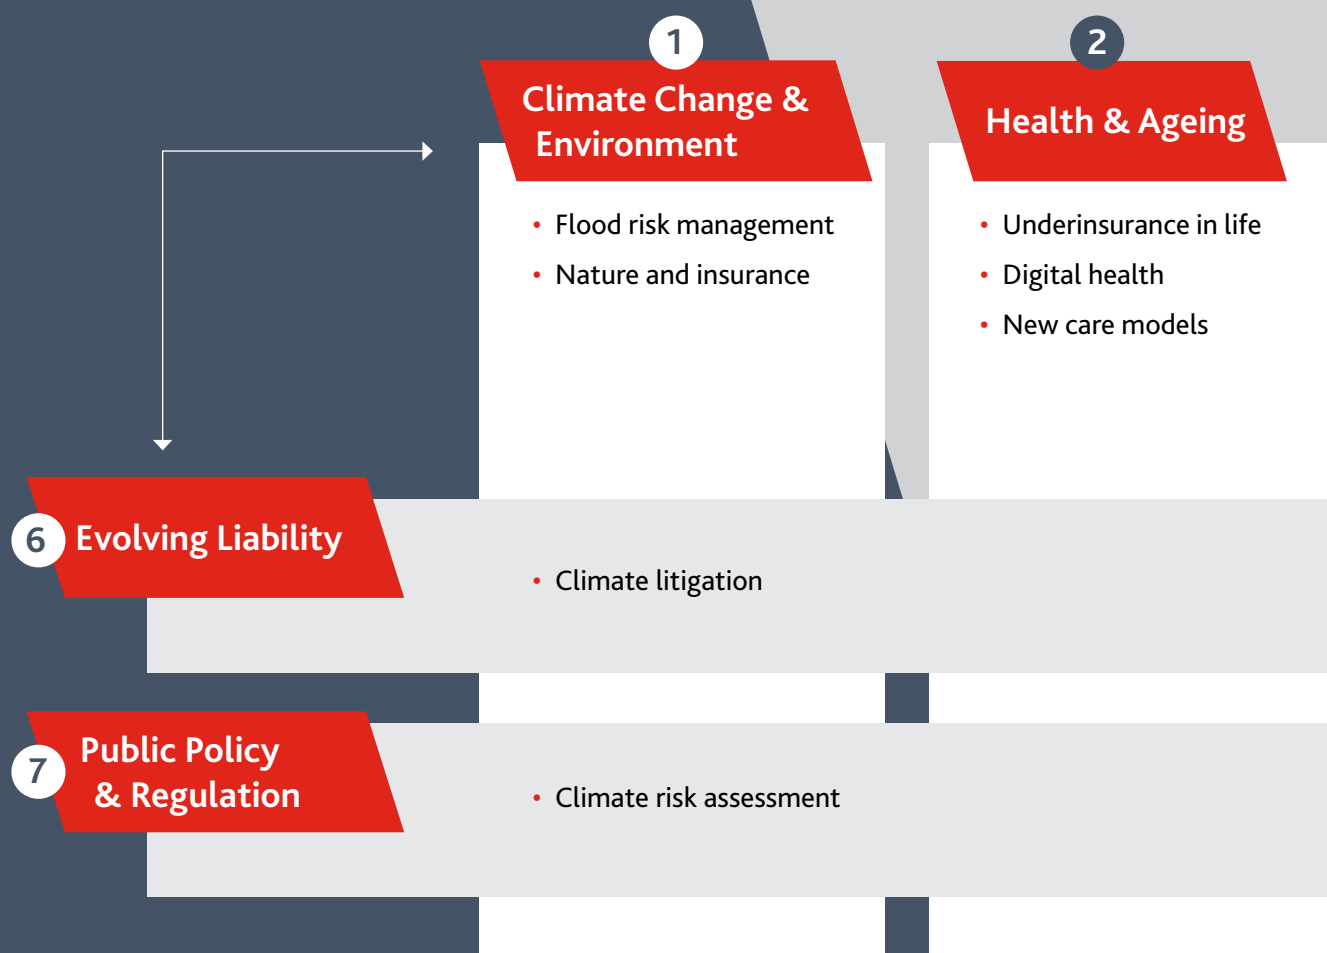 1
Climate Change &
Environment
• Flood risk management
• Nature and insurance
2
Health & Ageing
• Underinsurance in life
• Digital health
• New care models
6
Evolving Liability
• Climate litigation
7
Public Policy
& Regulation
• Climate risk assessment